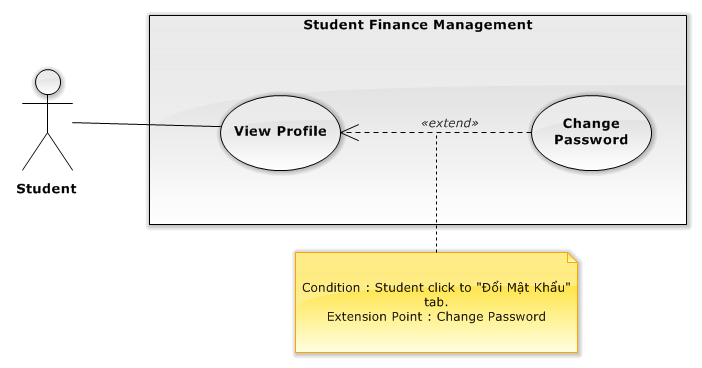 Student Finance Management
«extend»
View Profile
Change
Password
Student
Condition : Student click to "Đổi Mật Khẩu"
tab.
Extension Point : Change Password